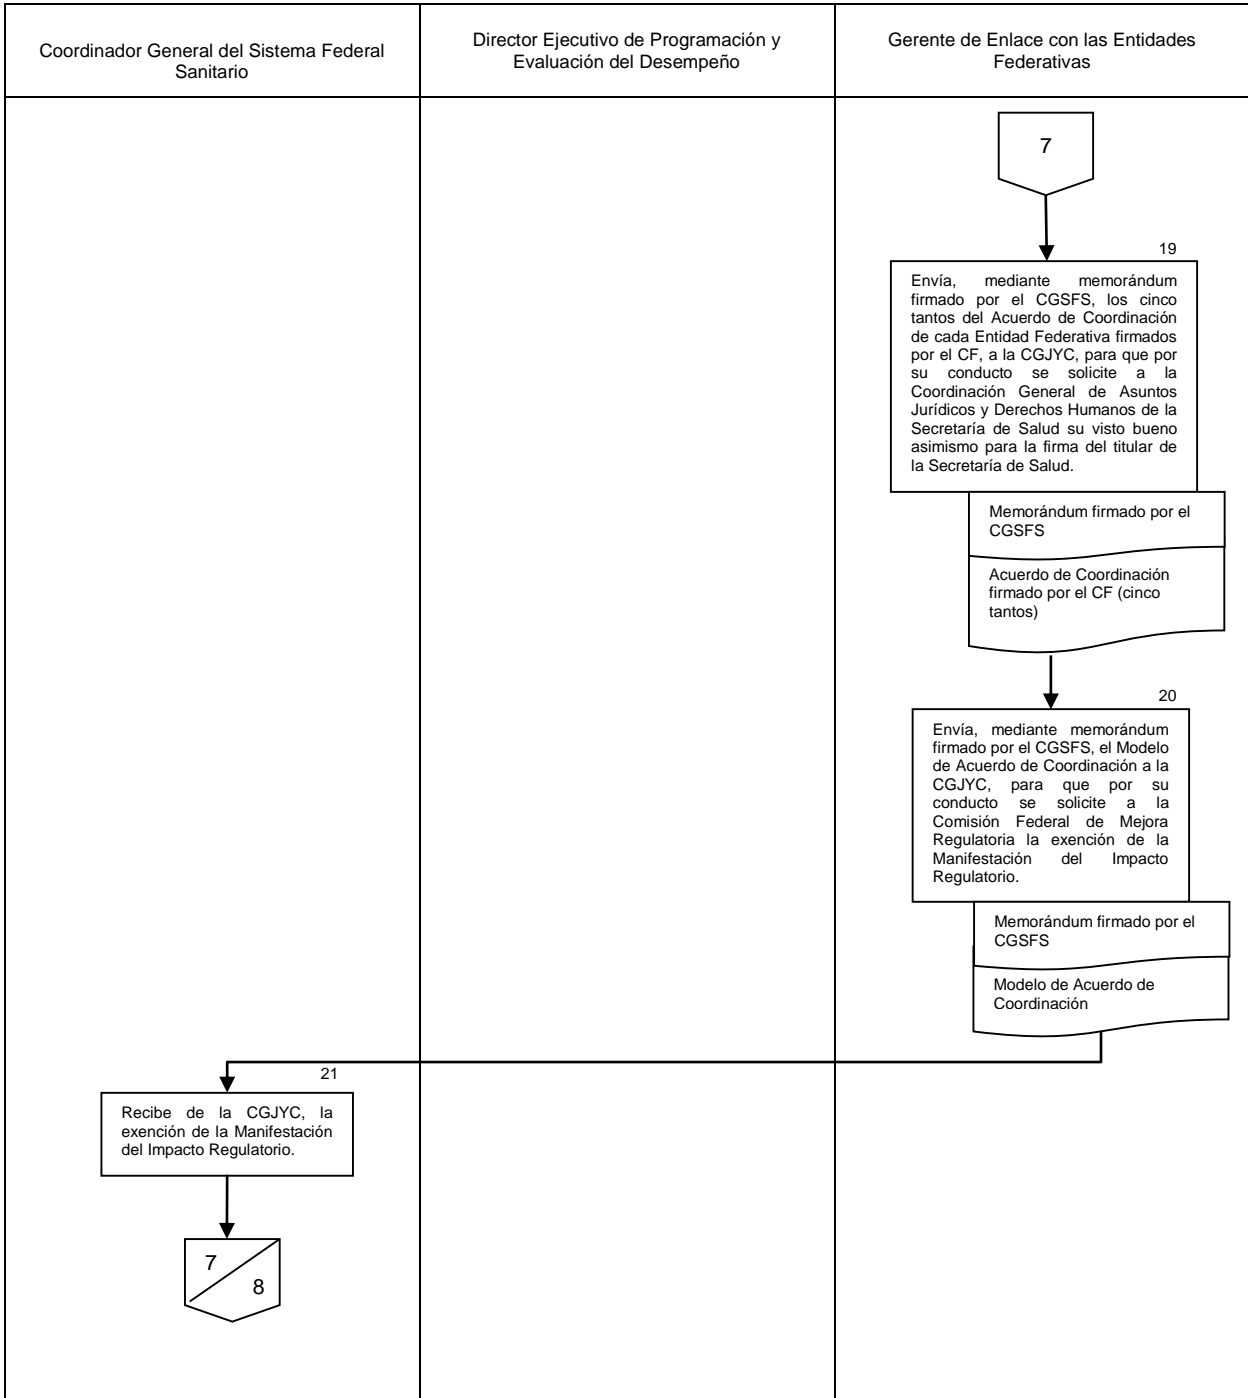 Coordinador General del Sistema Federal
Sanitario
Director Ejecutivo de Programación y
Evaluación del Desempeño
Gerente de Enlace con las Entidades
Federativas
7
19
Envía, mediante memorándum
firmado por el CGSFS, los cinco
tantos del Acuerdo de Coordinación
de cada Entidad Federativa firmados
por el CF, a la CGJYC, para que por
su conducto se solicite a la
Coordinación General de Asuntos
Jurídicos y Derechos Humanos de la
Secretaría de Salud su visto bueno
asimismo para la firma del titular de
la Secretaría de Salud.
Memorándum firmado por el
CGSFS
Acuerdo de Coordinación
firmado por el CF (cinco
tantos)
20
Envía, mediante memorándum
firmado por el CGSFS, el Modelo
de Acuerdo de Coordinación a la
CGJYC, para que por su
conducto se solicite a la
Comisión Federal de Mejora
Regulatoria la exención de la
Manifestación del Impacto
Regulatorio.
Memorándum firmado por el
CGSFS
Modelo de Acuerdo de
Coordinación
21
Recibe de la CGJYC, la
exención de la Manifestación
del Impacto Regulatorio.
7
8